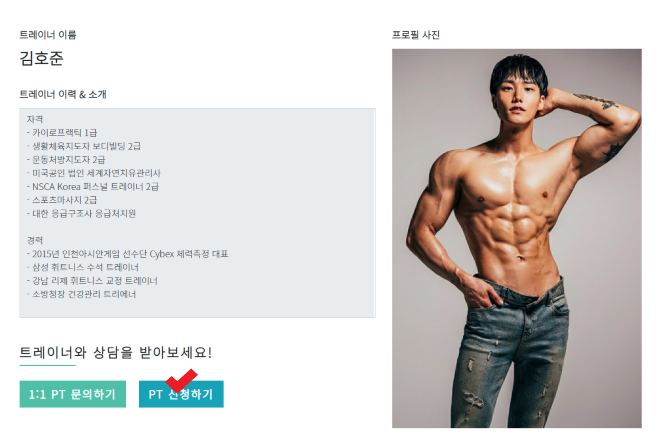 트레이너 이름
김호준
트레이너 이력 & 소개
자격
- 카이로프랙틱 1급
- 생활체육지도자 보디빌딩 2급
- 운동처방지도자 2급
- 미국공인 법인 세계자연치유관리사
- NSCA Korea 퍼스널 트레이너 2급
- 스포츠마사지 2급
- 대한 응급구조사 응급처치원
경력
- 2015년 인천아시안게임 선수단 Cybex 체력측정 대표
- 삼성 휘트니스 수석 트레이너
- 강남 리제 휘트니스 교정 트레이너
- 소방청장 건강관리 트리에너
트레이너와 상담을 받아보세요!
1:1 PT 문의하기
PT 신청하기
프로필 사진